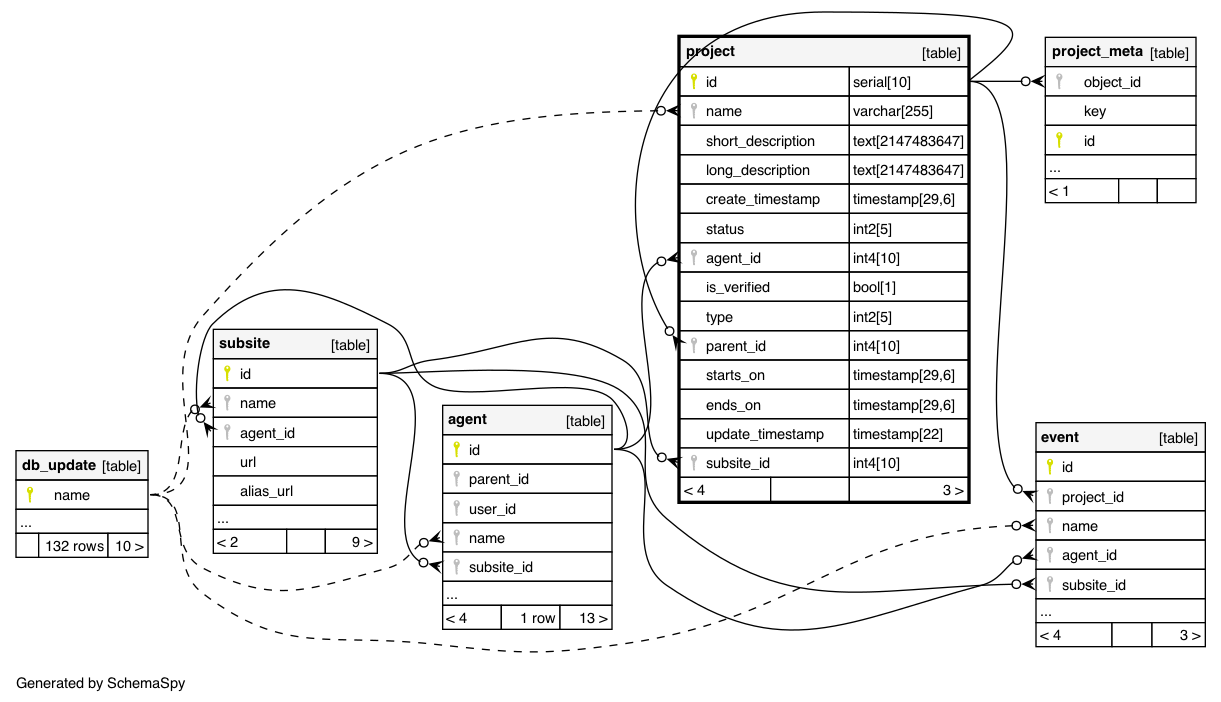 project [table]
id serial[10]
name varchar[255]
short_description text[2147483647]
long_description text[2147483647]
create_timestamp timestamp[29,6]
status int2[5]
agent_id int4[10]
is_verified bool[1]
type int2[5]
parent_id int4[10]
starts_on timestamp[29,6]
ends_on timestamp[29,6]
update_timestamp timestamp[22]
subsite_id int4[10]
< 4 3 >
project_meta [table]
object_id
key
id
...
< 1
subsite [table]
id
name
agent_id
url
alias_url
...
< 2 9 >
agent [table]
id
parent_id
user_id
name
subsite_id
...
< 4 1 row 13 >
event [table]
id
project_id
name
agent_id
subsite_id
...
< 4 3 >
db_update [table]
name
...
132 rows 10 >
Generated by SchemaSpy